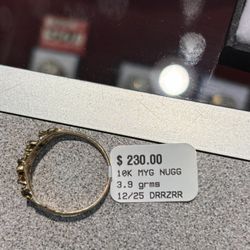 $ 230.00
10K MYG NUGG
3.9 grms
12/25 DRRZRR